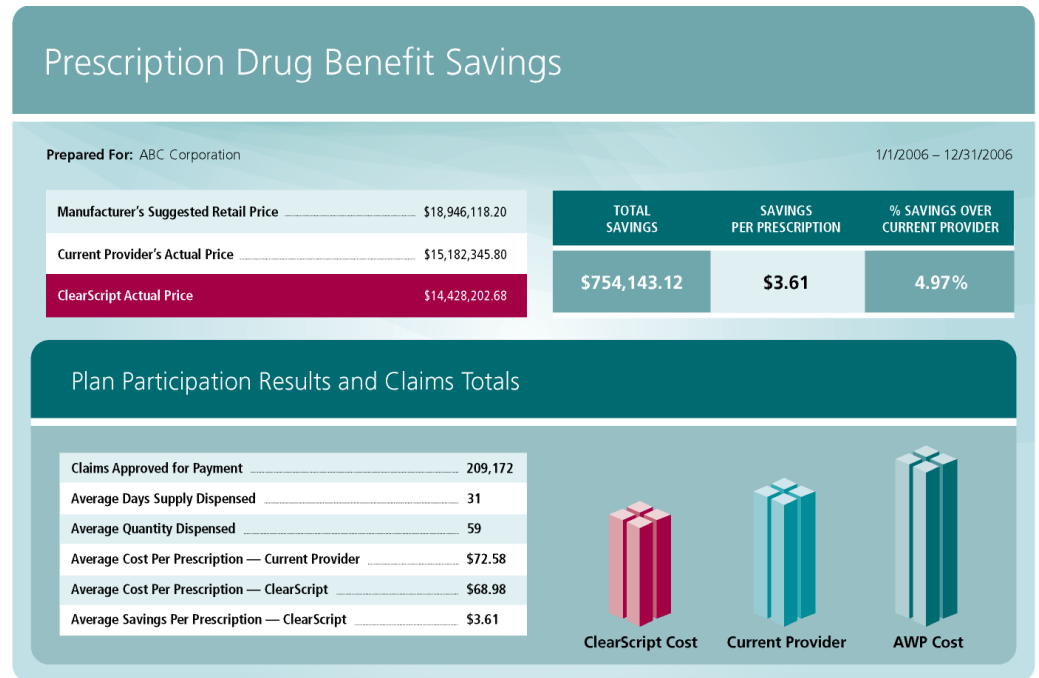 Prescription Drug Benefit Savings
Prepared For: ABC Corporation
1/1/2006 – 12/31/2006
Manufacturer's Suggested Retail Price $18,946,118.20
Current Provider's Actual Price $15,182,345.80
ClearScript Actual Price $14,428,202.68
TOTAL SAVINGS
SAVINGS PER PRESCRIPTION
% SAVINGS OVER CURRENT PROVIDER
$754,143.12
$3.61
4.97%
Plan Participation Results and Claims Totals
Claims Approved for Payment 209,172
Average Days Supply Dispensed 31
Average Quantity Dispensed 59
Average Cost Per Prescription — Current Provider $72.58
Average Cost Per Prescription — ClearScript $68.98
Average Savings Per Prescription — ClearScript $3.61
ClearScript Cost
Current Provider
AWP Cost